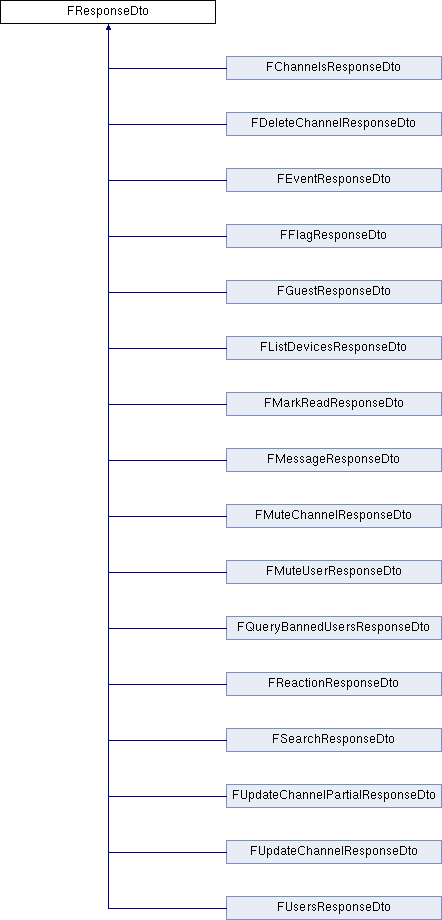 FResponseDto
FChannelsResponseDto
FDeleteChannelResponseDto
FEventResponseDto
FFlagResponseDto
FGuestResponseDto
FListDevicesResponseDto
FMarkReadResponseDto
FMessageResponseDto
FMuteChannelResponseDto
FMuteUserResponseDto
FQueryBannedUsersResponseDto
FReactionResponseDto
FSearchResponseDto
FUpdateChannelPartialResponseDto
FUpdateChannelResponseDto
FUsersResponseDto